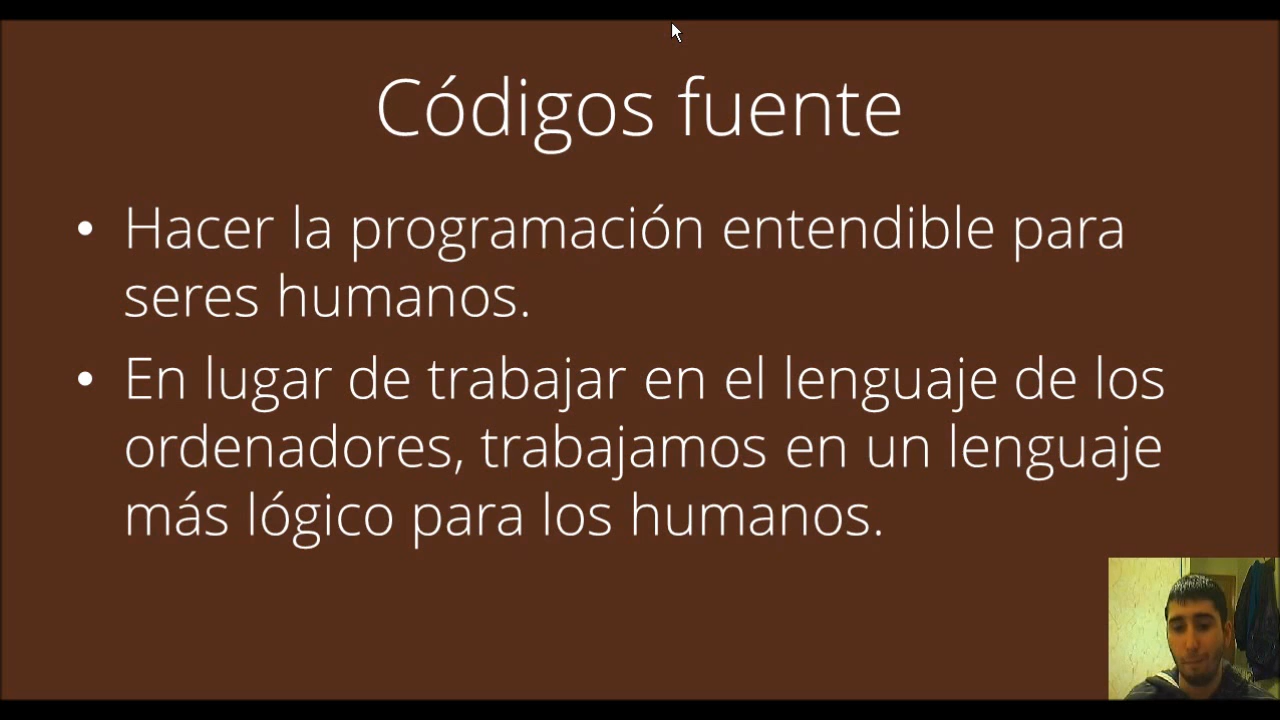 Códigos fuente
• Hacer la programación entendible para
seres humanos.
• En lugar de trabajar en el lenguaje de los
ordenadores, trabajamos en un lenguaje
más lógico para los humanos.